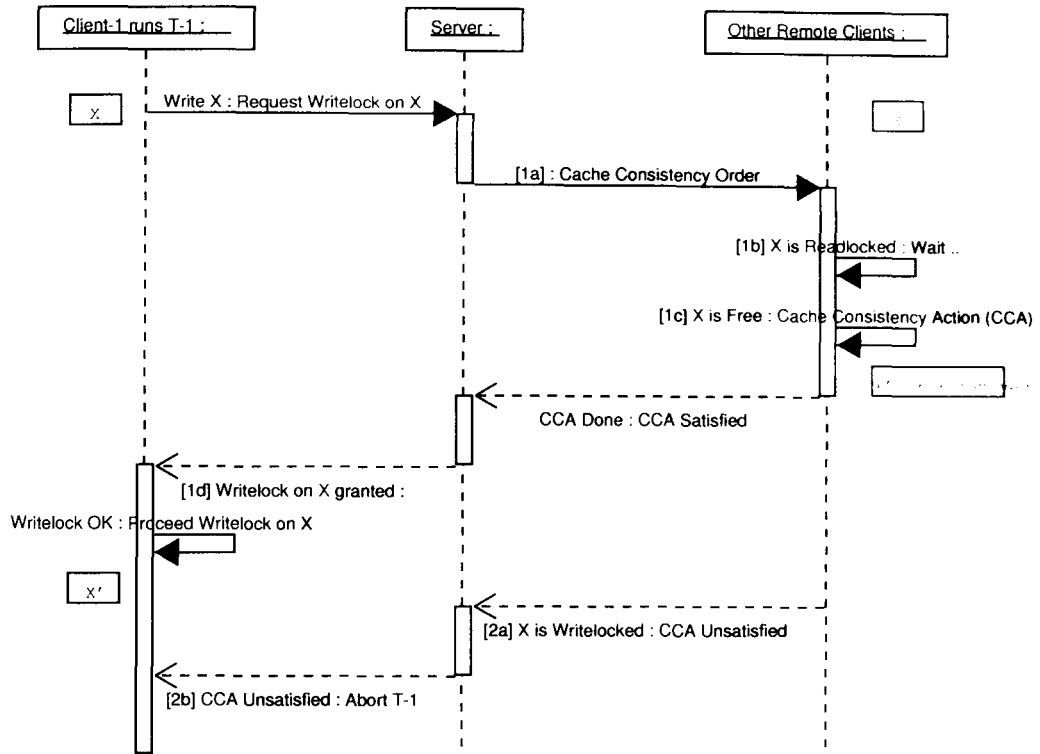 Client-1 runs T-1 :
Server :
Other Remote Clients :
Write X : Request Writelock on X
X
[1a] : Cache Consistency Order
[1b] X is Readlocked : Wait ..
[1c] X is Free : Cache Consistency Action (CCA)
CCA Done : CCA Satisfied
[1d] Writelock on X granted :
Writelock OK : Proceed Writelock on X
X'
[2a] X is Writelocked : CCA Unsatisfied
[2b] CCA Unsatisfied : Abort T-1